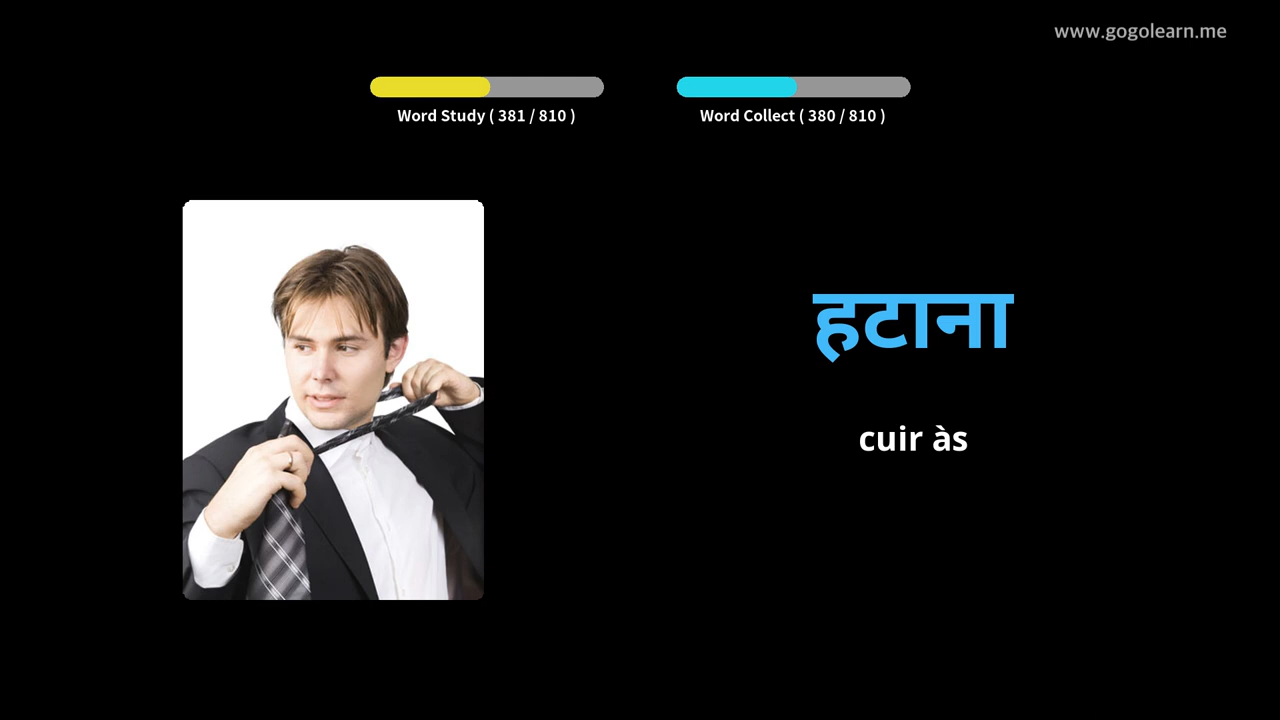 www.gogolearn.me
Word Study ( 381 / 810 )
Word Collect ( 380 / 810 )
हटाना
cuir às